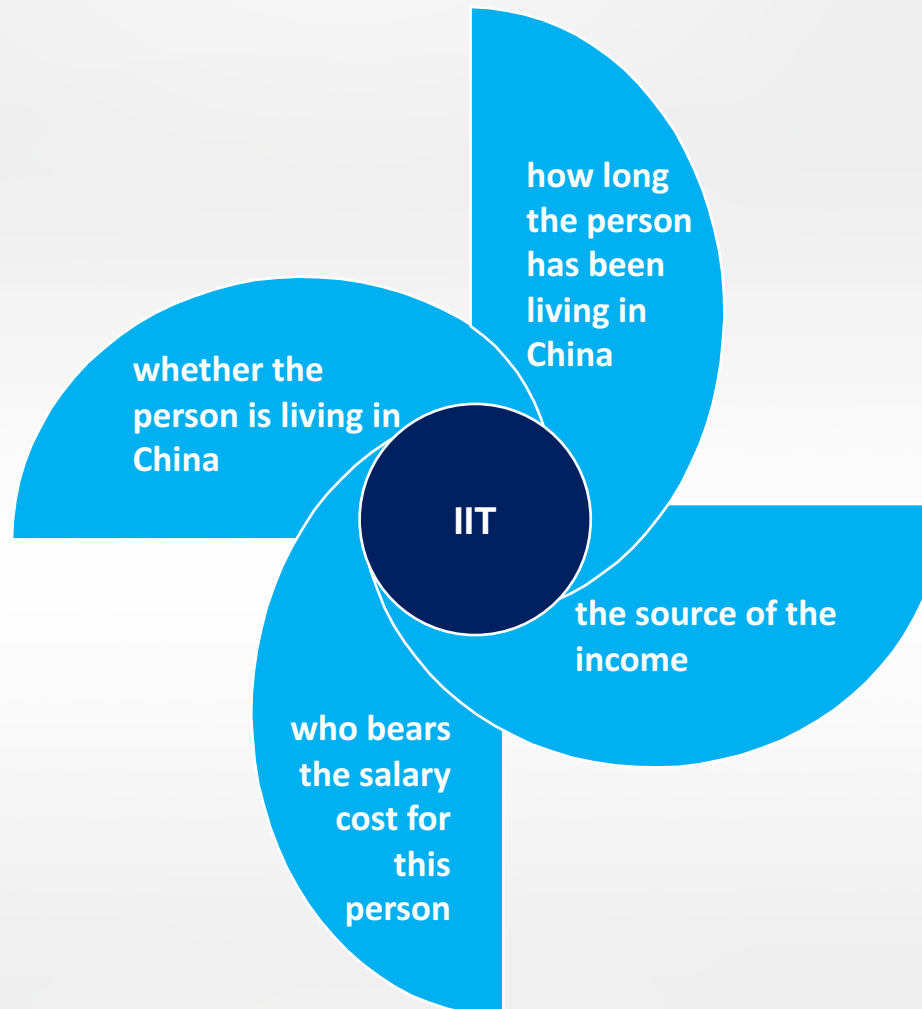 how long
the person
has been
living in
China
whether the
person is living in
China
IIT
the source of the
income
who bears
the salary
cost for
this
person